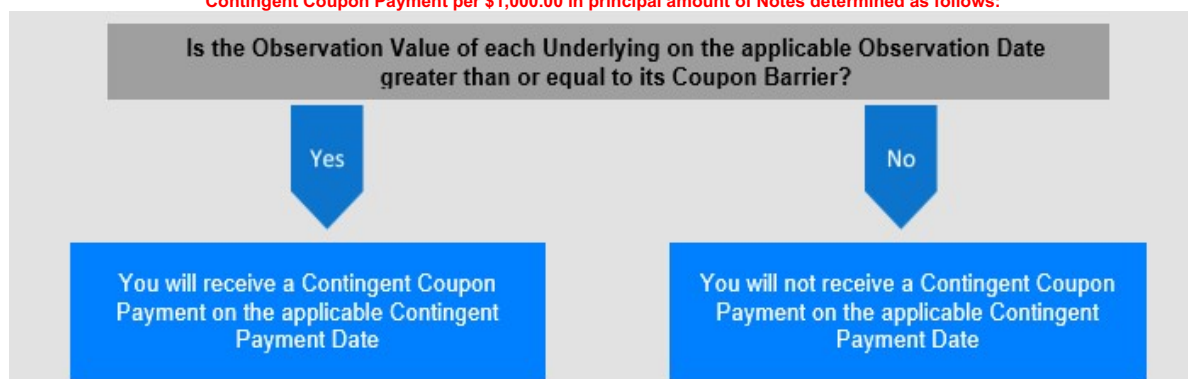 Contingent Coupon Payment per $1,000.00 in principal amount of Notes determined as follows:
Is the Observation Value of each Underlying on the applicable Observation Date
greater than or equal to its Coupon Barrier?
Yes
No
You will receive a Contingent Coupon
Payment on the applicable Contingent
Payment Date
You will not receive a Contingent Coupon
Payment on the applicable Contingent
Payment Date